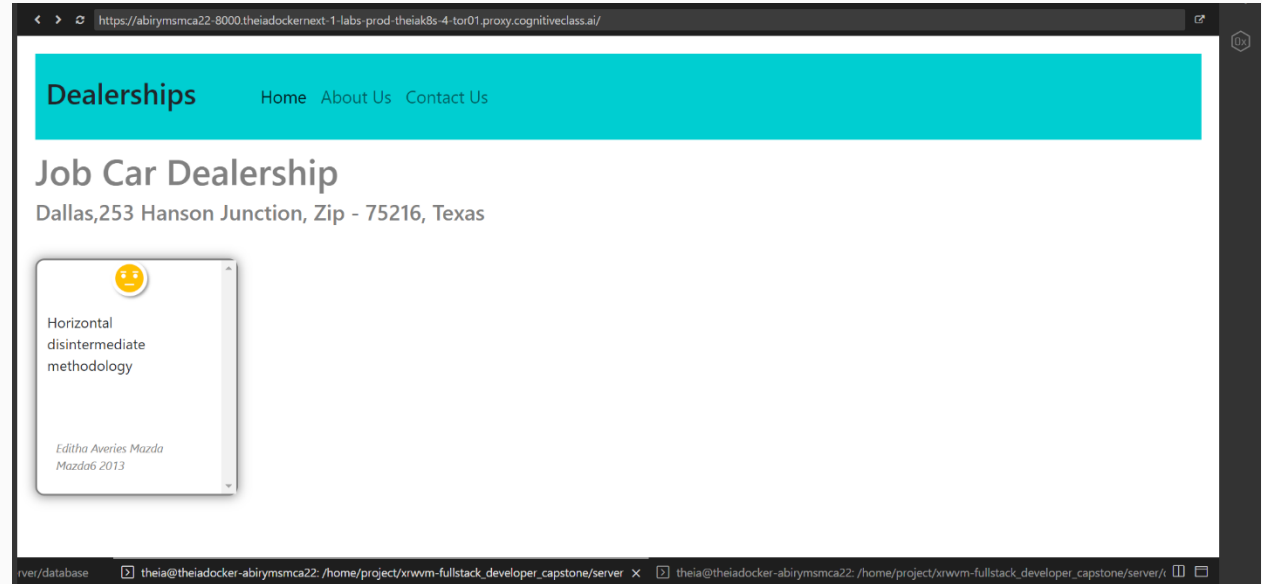 https://abirymsmca22-8000.theiadockernext-1-labs-prod-theiak8s-4-tor01.proxy.cognitiveclass.ai/
Dealerships Home About Us Contact Us
Job Car Dealership
Dallas,253 Hanson Junction, Zip - 75216, Texas
Horizontal
disintermediate
methodology
Editha Averies Mazda
Mazda6 2013
rver/database theia@theiadocker-abirymsmca22: /home/project/xrwvm-fullstack_developer_capstone/server theia@theiadocker-abirymsmca22: /home/project/xrwvm-fullstack_developer_capstone/server/